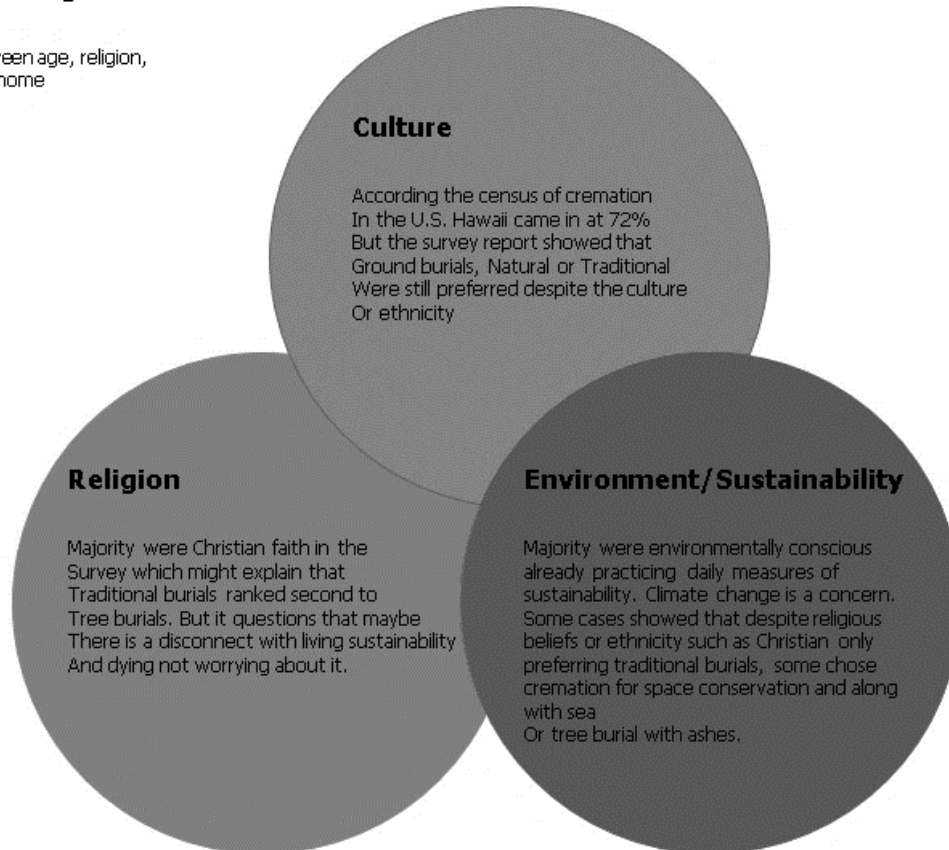 age, religion,
Culture
According the census of cremation
In the U.S. Hawaii came in at 72%
But the survey report showed that
Ground burials, Natural or Traditional
Were still preferred despite the culture
Or ethnicity
Religion
Majority were Christian faith in the
Survey which might explain that
Traditional burials ranked second to
Tree burials. But it questions that maybe
There is a disconnect with living sustainability
And dying not worrying about it.
Environment/Sustainability
Majority were environmentally conscious
already practicing daily measures of
sustainability. Climate change is a concern.
Some cases showed that despite religious
beliefs or ethnicity such as Christian only
preferring traditional burials, some chose
cremation for space conservation and along
with sea
Or tree burial with ashes.